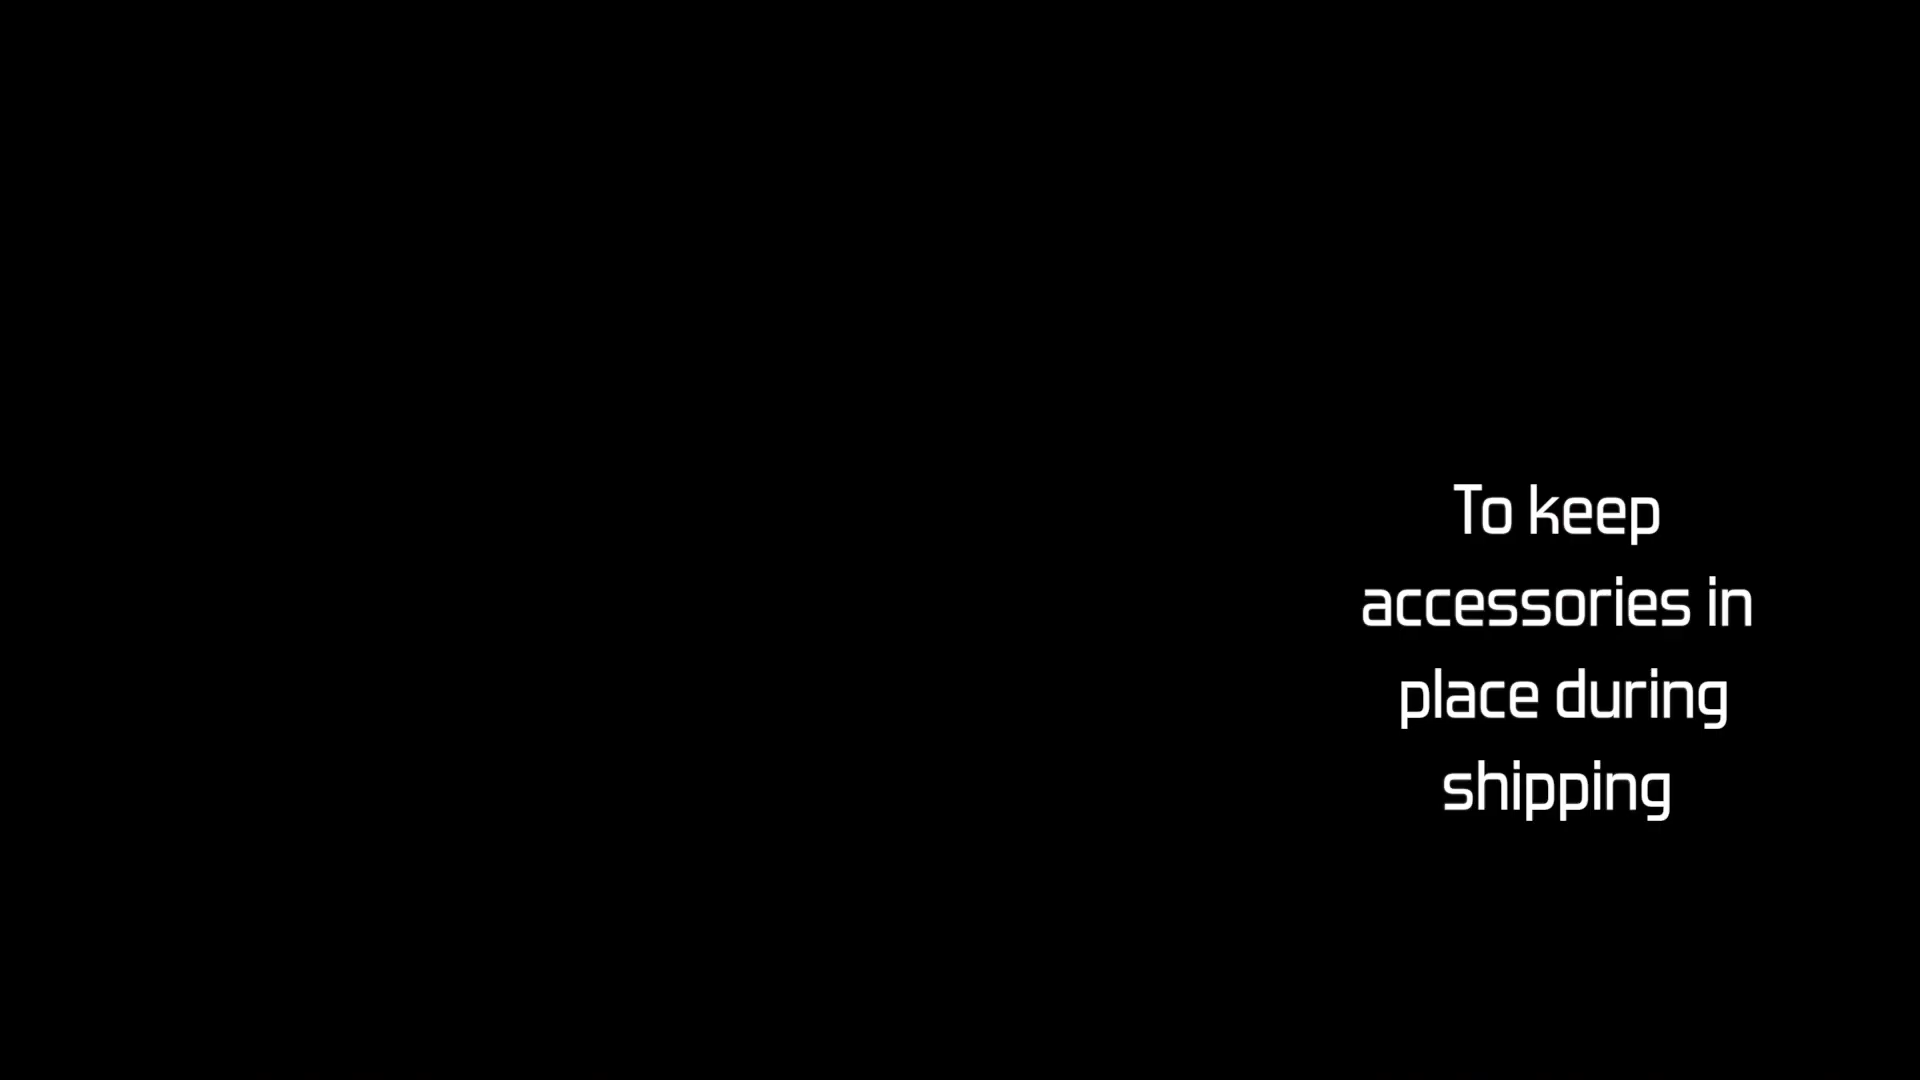 To keep
accessories in
place during
shipping